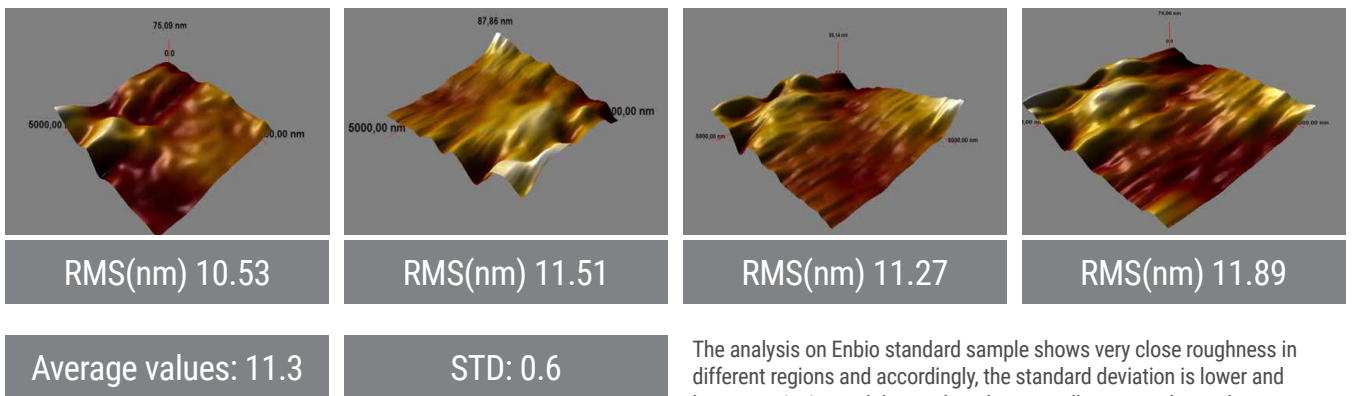 75,09 nm
0.0
5000,00
00,00 nm
87,86 nm
5000,00 nm
00,00 nm
5000,00 nm
5000,00 nm
00 nm
00,00 nm
RMS(nm) 10.53
RMS(nm) 11.51
RMS(nm) 11.27
RMS(nm) 11.89
Average values: 11.3
STD: 0.6
The analysis on Enbio standard sample shows very close roughness in
different regions and accordingly, the standard deviation is lower and